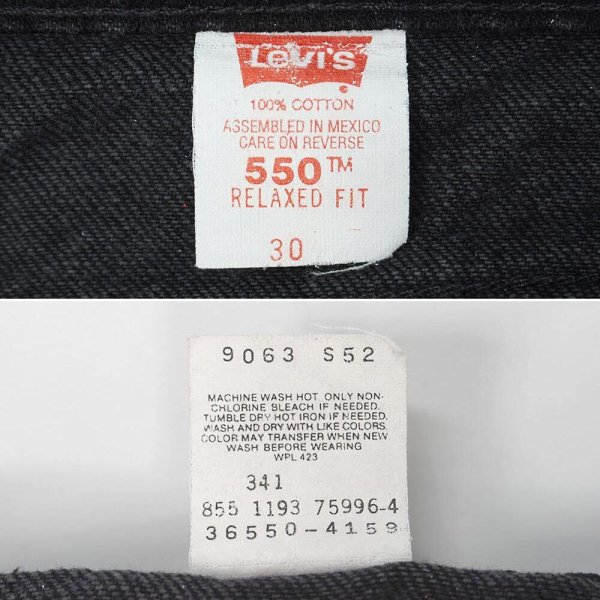 Levi's
100% COTTON
ASSEMBLED IN MEXICO
CARE ON REVERSE
550™
RELAXED FIT
30
9063 S52
MACHINE WASH HOT. ONLY NON-
CHLORINE BLEACH IF NEEDED.
TUMBLE DRY HOT IRON IF NEEDED.
WASH AND DRY WITH LIKE COLORS.
COLOR MAY TRANSFER WHEN NEW
WASH BEFORE WEARING
WPL 423
341
855 1193 75996-4
36550-4159